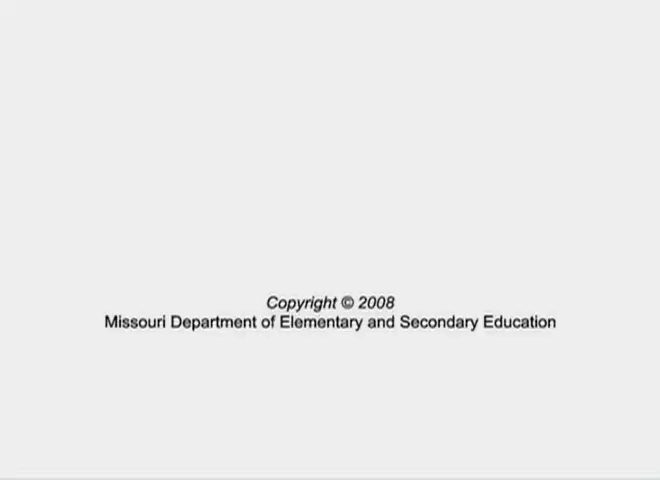 Copyright © 2008
Missouri Department of Elementary and Secondary Education